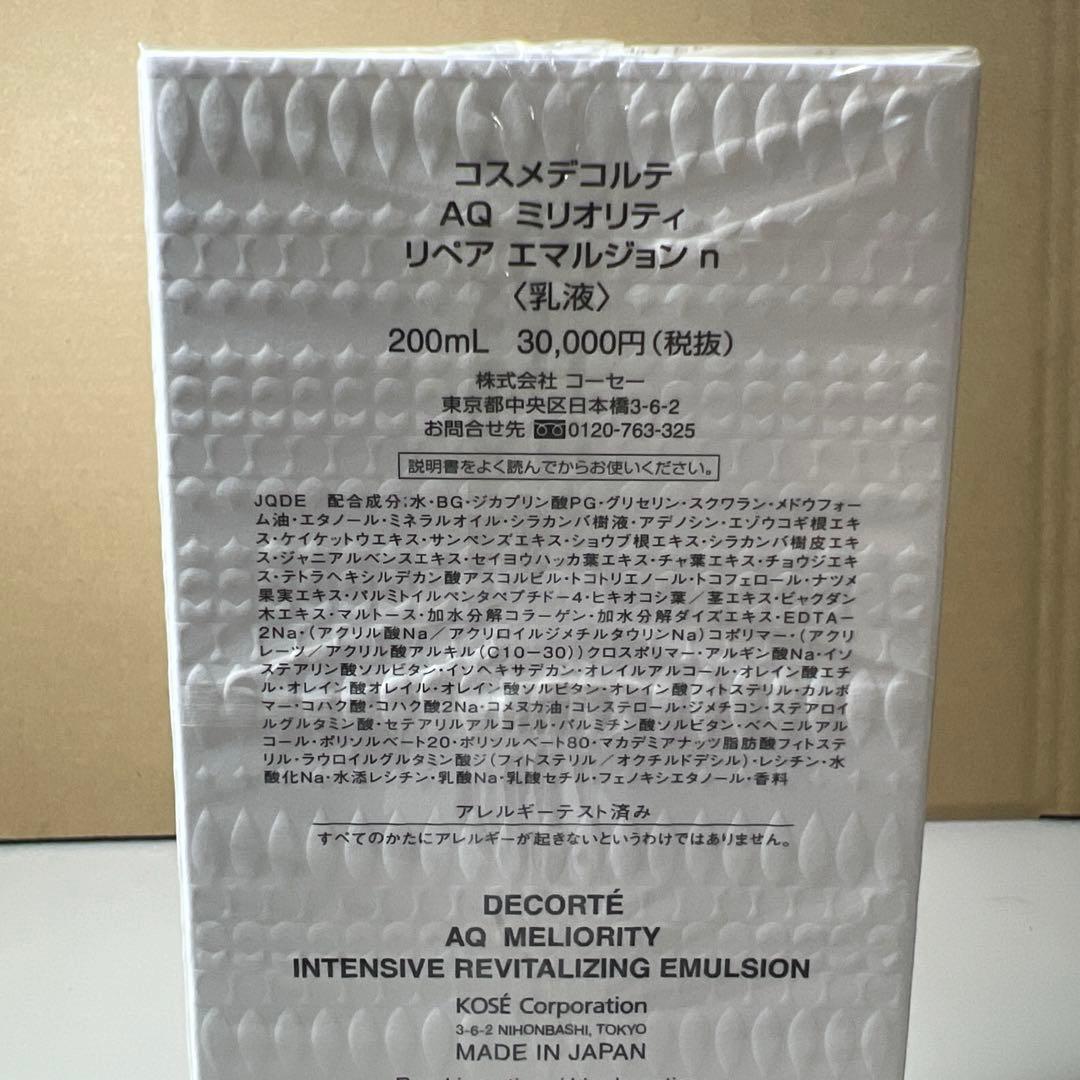 コスメデコルテ
AQ ミリオリティ
リペア エマルジョン n
〈乳液〉
200mL 30,000円(税抜)
株式会社 コーセー
東京都中央区日本橋3-6-2
お問合せ先 0120-763-325
説明書をよく読んでからお使いください。
JQDE 配合成分;水・BG・ジカプリン酸PG・グリセリン・スクワラン・メドウフォー
ム油・エタノール・ミネラルオイル・シラカンバ樹液・アデノシン・エゾウコギ根エキ
ス・ケイケットウエキス・サンペンズエキス・ショウブ根エキス・シラカンバ樹皮エキ
ス・ジャニアルベンスエキス・セイヨウハッカ葉エキス・チャ葉エキス・チョウジエキ
ス・テトラヘキシルデカン酸アスコルビル・トコトリエノール・トコフェロール・ナツメ
果実エキス・パルミトイルペンタペプチド-4・ヒキオコシ葉/茎エキス・ビャクダン
木エキス・マルトース・加水分解コラーゲン・加水分解ダイズエキス・EDTA-
2Na・(アクリル酸Na/アクリロイルジメチルタウリンNa)コポリマー・(アクリ
レーツ/アクリル酸アルキル(C10-30))クロスポリマー・アルギン酸Na・イソ
ステアリン酸ソルビタン・イソヘキサデカン・オレイルアルコール・オレイン酸エチ
ル・オレイン酸オレイル・オレイン酸ソルビタン・オレイン酸フィトステリル・カルボ
マー・コハク酸・コハク酸2Na・コメヌカ油・コレステロール・ジメチコン・ステアロイ
ルグルタミン酸・セテアリルアルコール・パルミチン酸ソルビタン・ベヘニルアル
コール・ポリソルベート20・ポリソルベート80・マカデミアナッツ脂肪酸フィトステ
リル・ラウロイルグルタミン酸ジ(フィトステリル/オクチルドデシル)・レシチン・水
酸化Na・水添レシチン・乳酸Na・乳酸セチル・フェノキシエタノール・香料
アレルギーテスト済み
すべてのかたにアレルギーが起きないというわけではありません。
DECORTÉ
AQ MELIORITY
INTENSIVE REVITALIZING EMULSION
KOSÉ Corporation
3-6-2 NIHONBASHI, TOKYO
MADE IN JAPAN